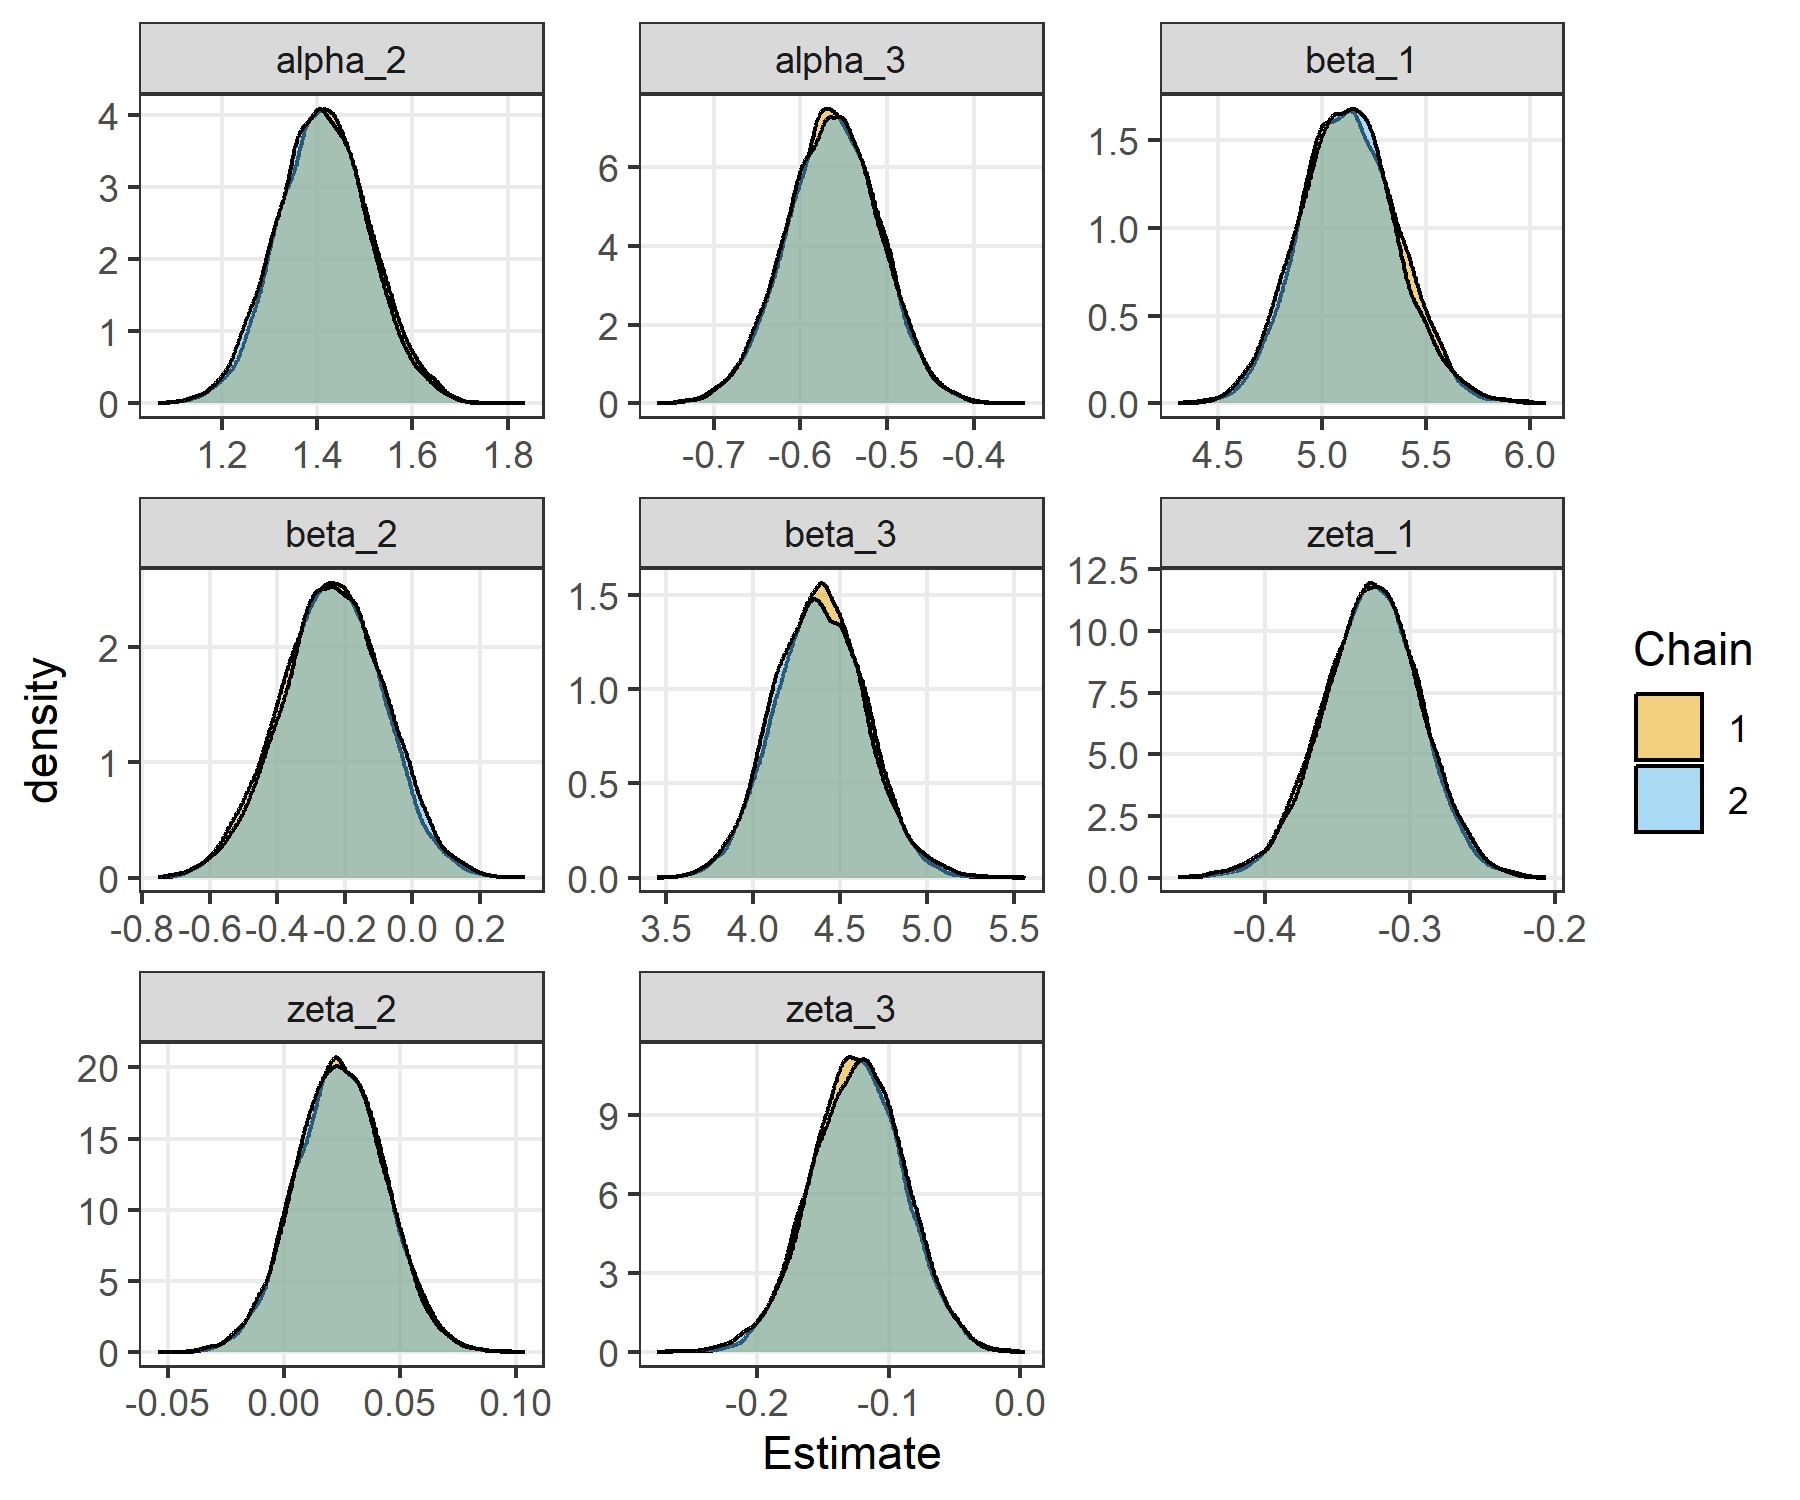 alpha_2 alpha_3 beta_1
4
3
2
1
0
1.2 1.4 1.6 1.8
6
4
2
0
-0.7 -0.6 -0.5 -0.4
1.5
1.0
0.5
0.0
4.5 5.0 5.5 6.0
beta_2 beta_3 zeta_1
2
1
0
-0.8 -0.6 -0.4 -0.2 0.0 0.2
1.5
1.0
0.5
0.0
3.5 4.0 4.5 5.0 5.5
12.5
10.0
7.5
5.0
2.5
0.0
-0.4 -0.3 -0.2
zeta_2 zeta_3
20
15
10
5
0
-0.05 0.00 0.05 0.10
9
6
3
0
-0.2 -0.1 0.0
density
Estimate
Chain
1
2